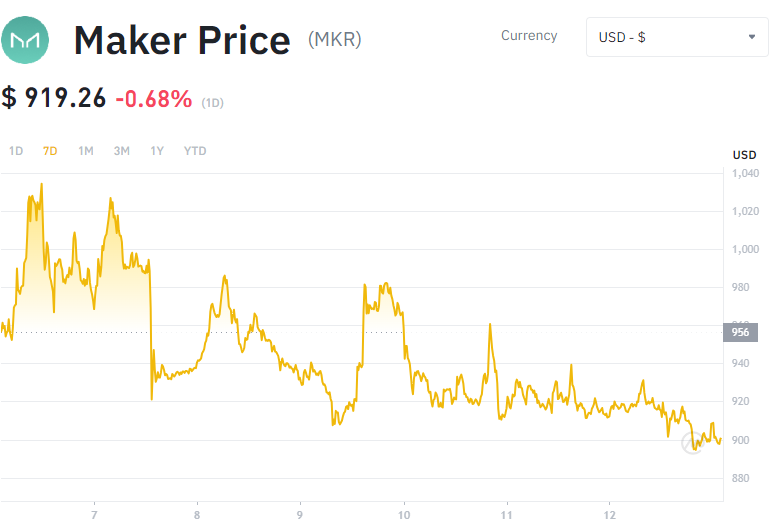 Maker Price (MKR)
Currency
USD - $
$ 919.26 -0.68% (1D)
1D 7D 1M 3M 1Y YTD
USD
1,040
1,020
1,000
980
956
940
920
900
880
7 8 9 10 11 12